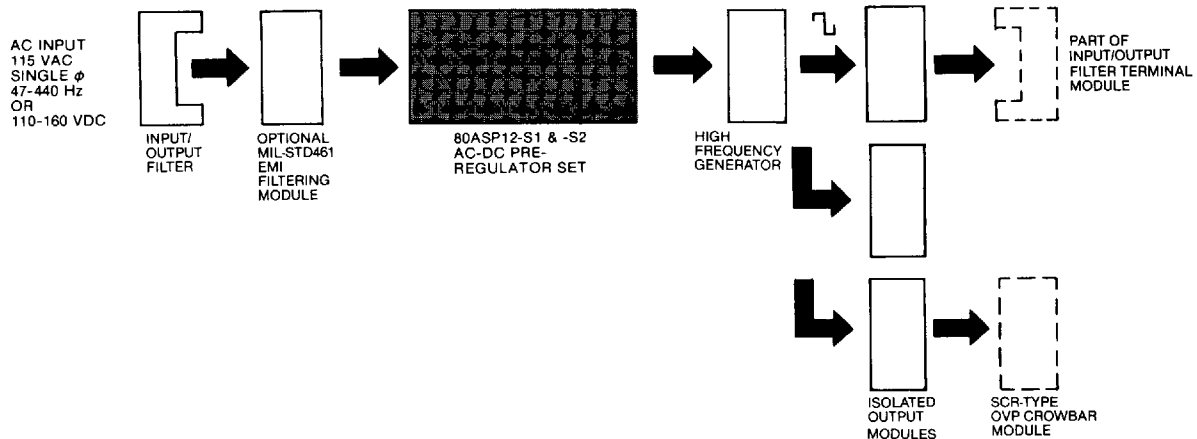 AC INPUT
115 VAC
SINGLE ϕ
47-440 Hz
OR
110-160 VDC
INPUT/
OUTPUT
FILTER
OPTIONAL
MIL-STD461
EMI
FILTERING
MODULE
80ASP12-S1 & -S2
AC-DC PRE-
REGULATOR SET
HIGH
FREQUENCY
GENERATOR
PART OF
INPUT/OUTPUT
FILTER TERMINAL
MODULE
ISOLATED
OUTPUT
MODULES
SCR-TYPE
OVP CROWBAR
MODULE